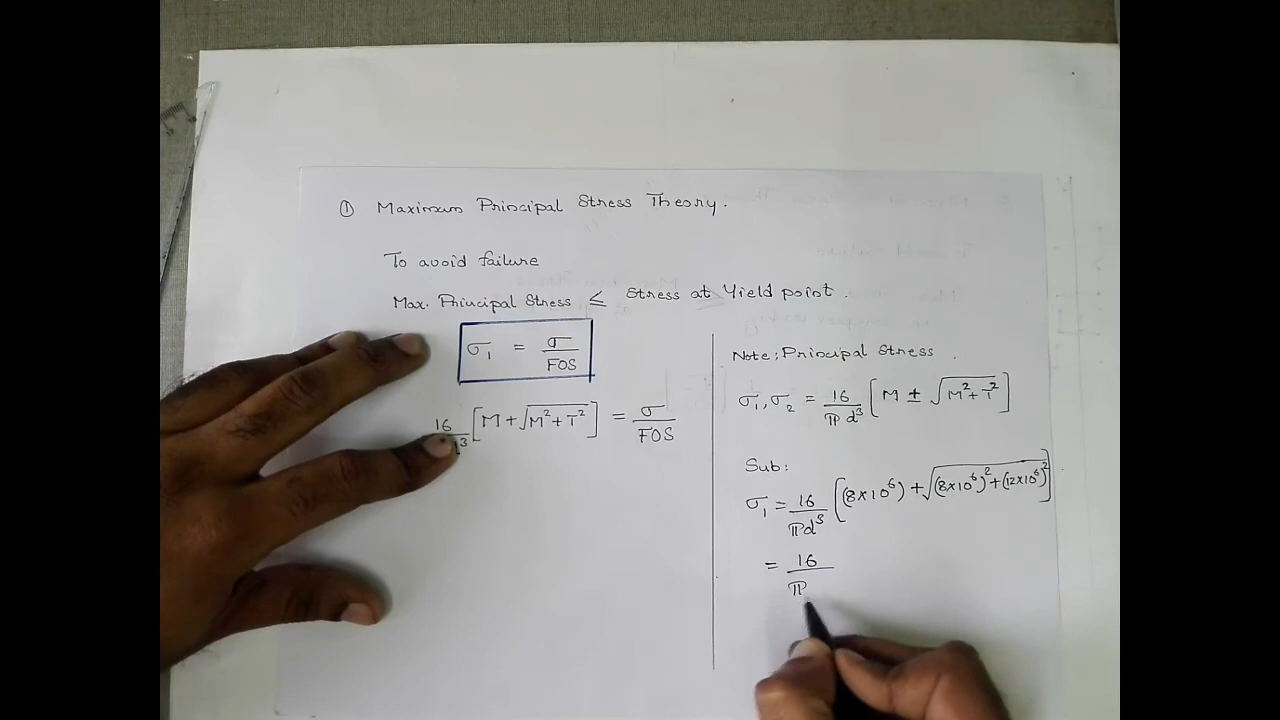 ① Maximum Principal Stress Theory.
To avoid failure
Max. Principal Stress ≤ Stress at Yield point.
σ₁ = σ/FOS
16/ d³ [M + √(M² + T²)] = σ/FOS
Note: Principal Stress.
σ₁, σ₂ = 16/πd³ [M ± √(M² + T²)]
Sub:
σ₁ = 16/πd³ [(8×10⁶) + √((8×10⁶)² + (12×10⁶)²)]
= 16/π